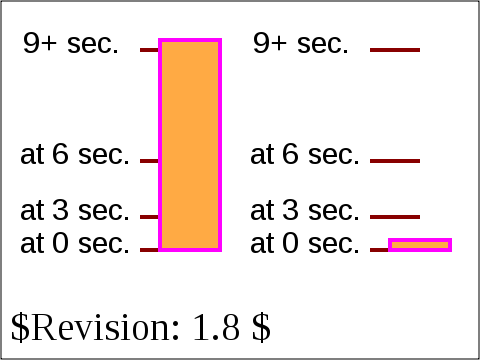 9+ sec. 9+ sec.
at 6 sec. at 6 sec.
at 3 sec. at 3 sec.
at 0 sec. at 0 sec.
$Revision: 1.8 $